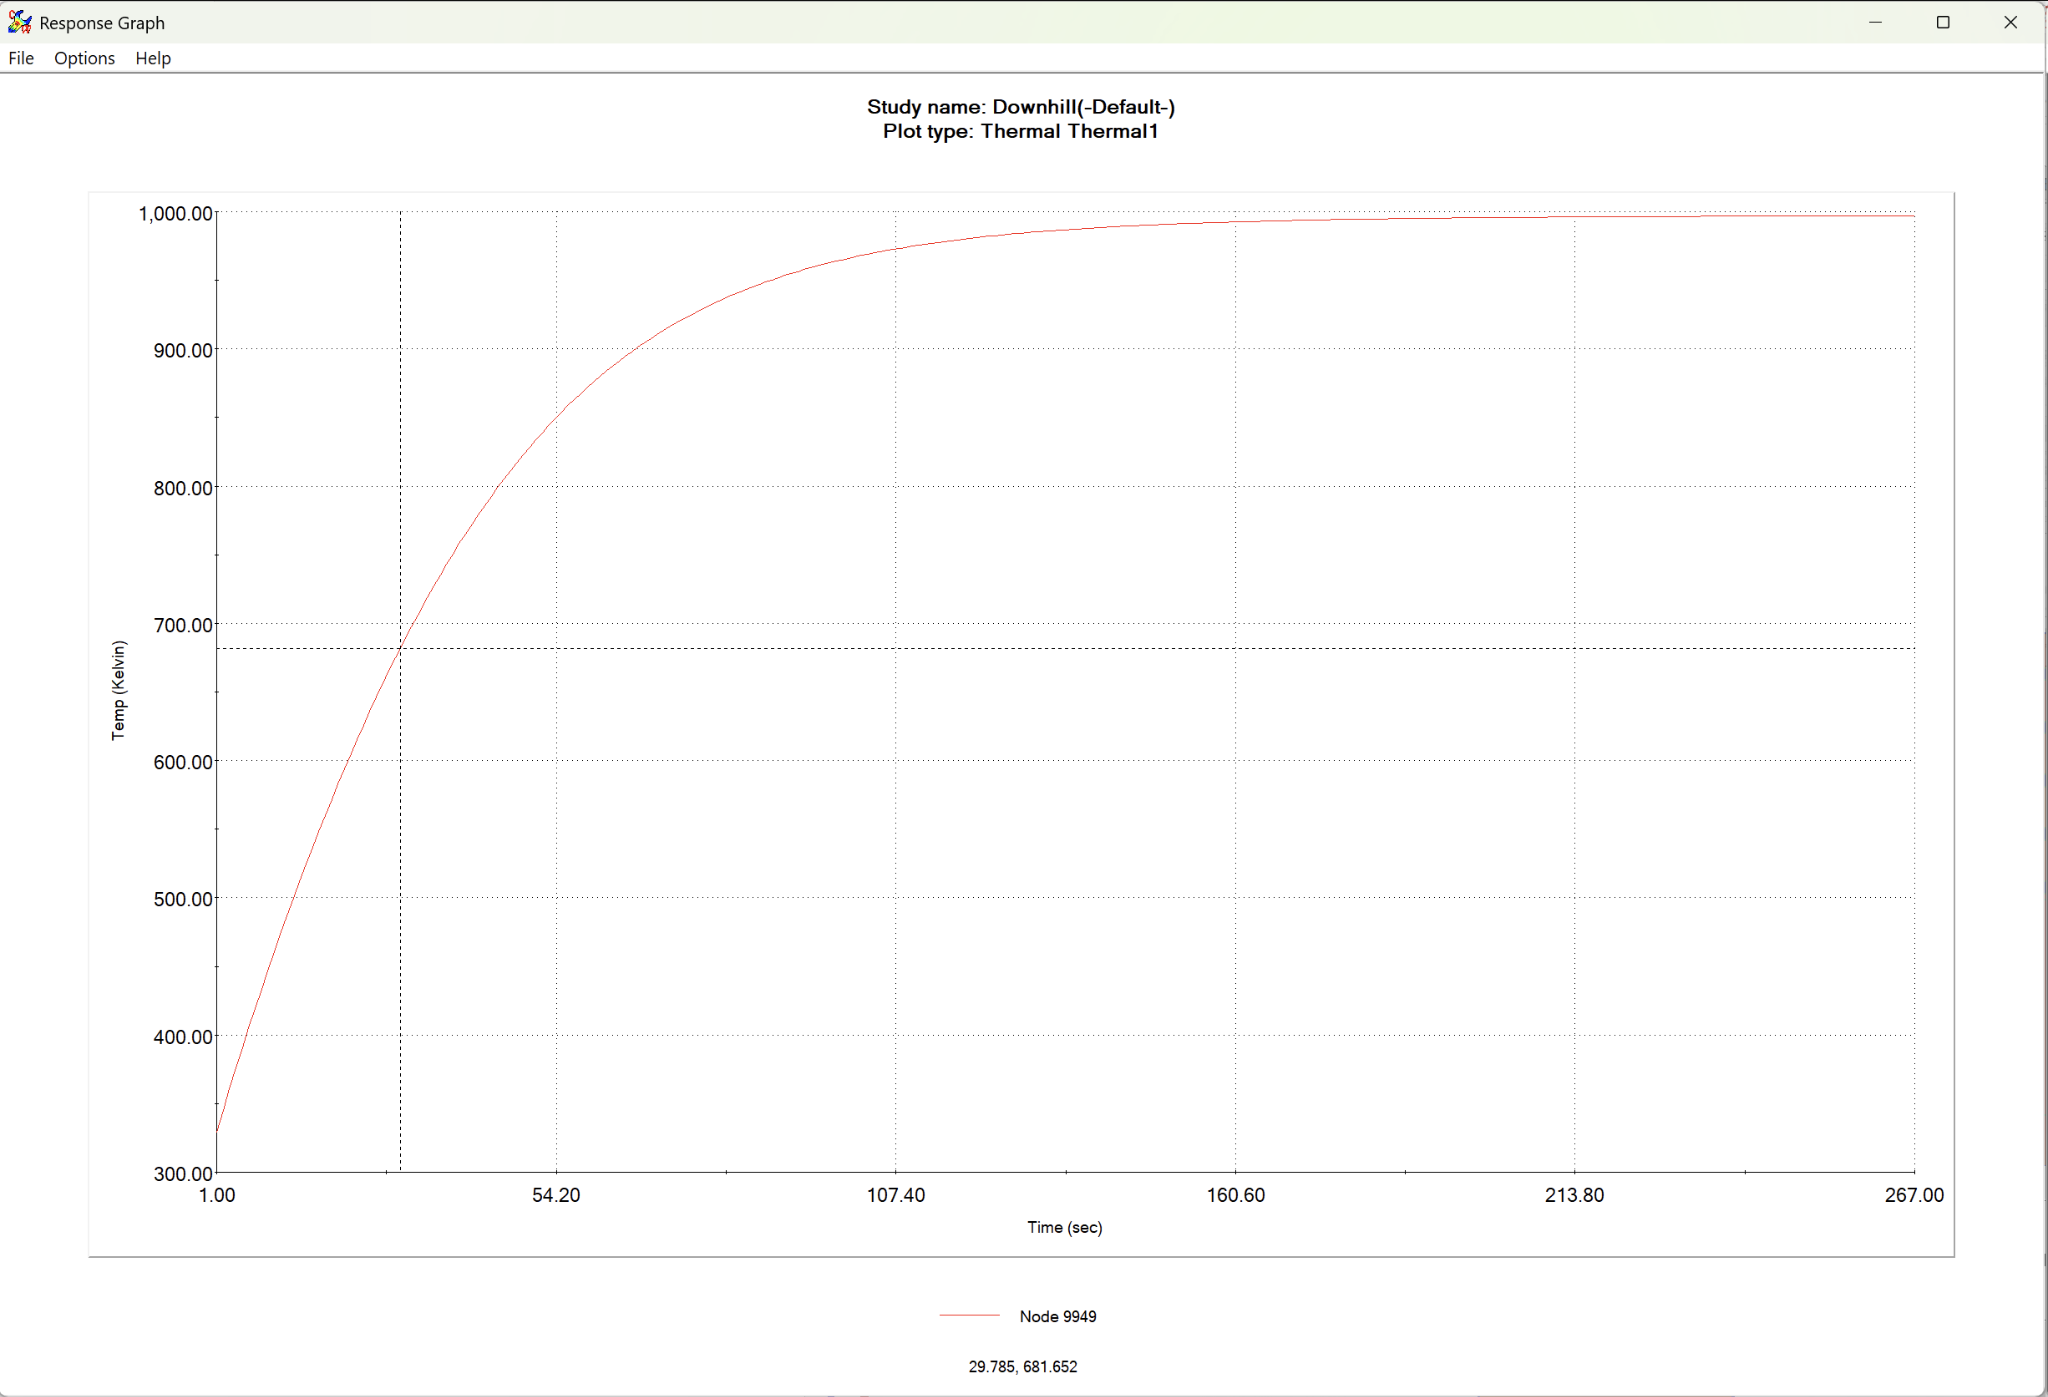 Response Graph
File Options Help
Study name: Downhill(-Default-)
Plot type: Thermal Thermal1
1,000.00
900.00
800.00
700.00
600.00
500.00
400.00
300.00
Temp (Kelvin)
1.00 54.20 107.40 160.60 213.80 267.00
Time (sec)
Node 9949
29.785, 681.652